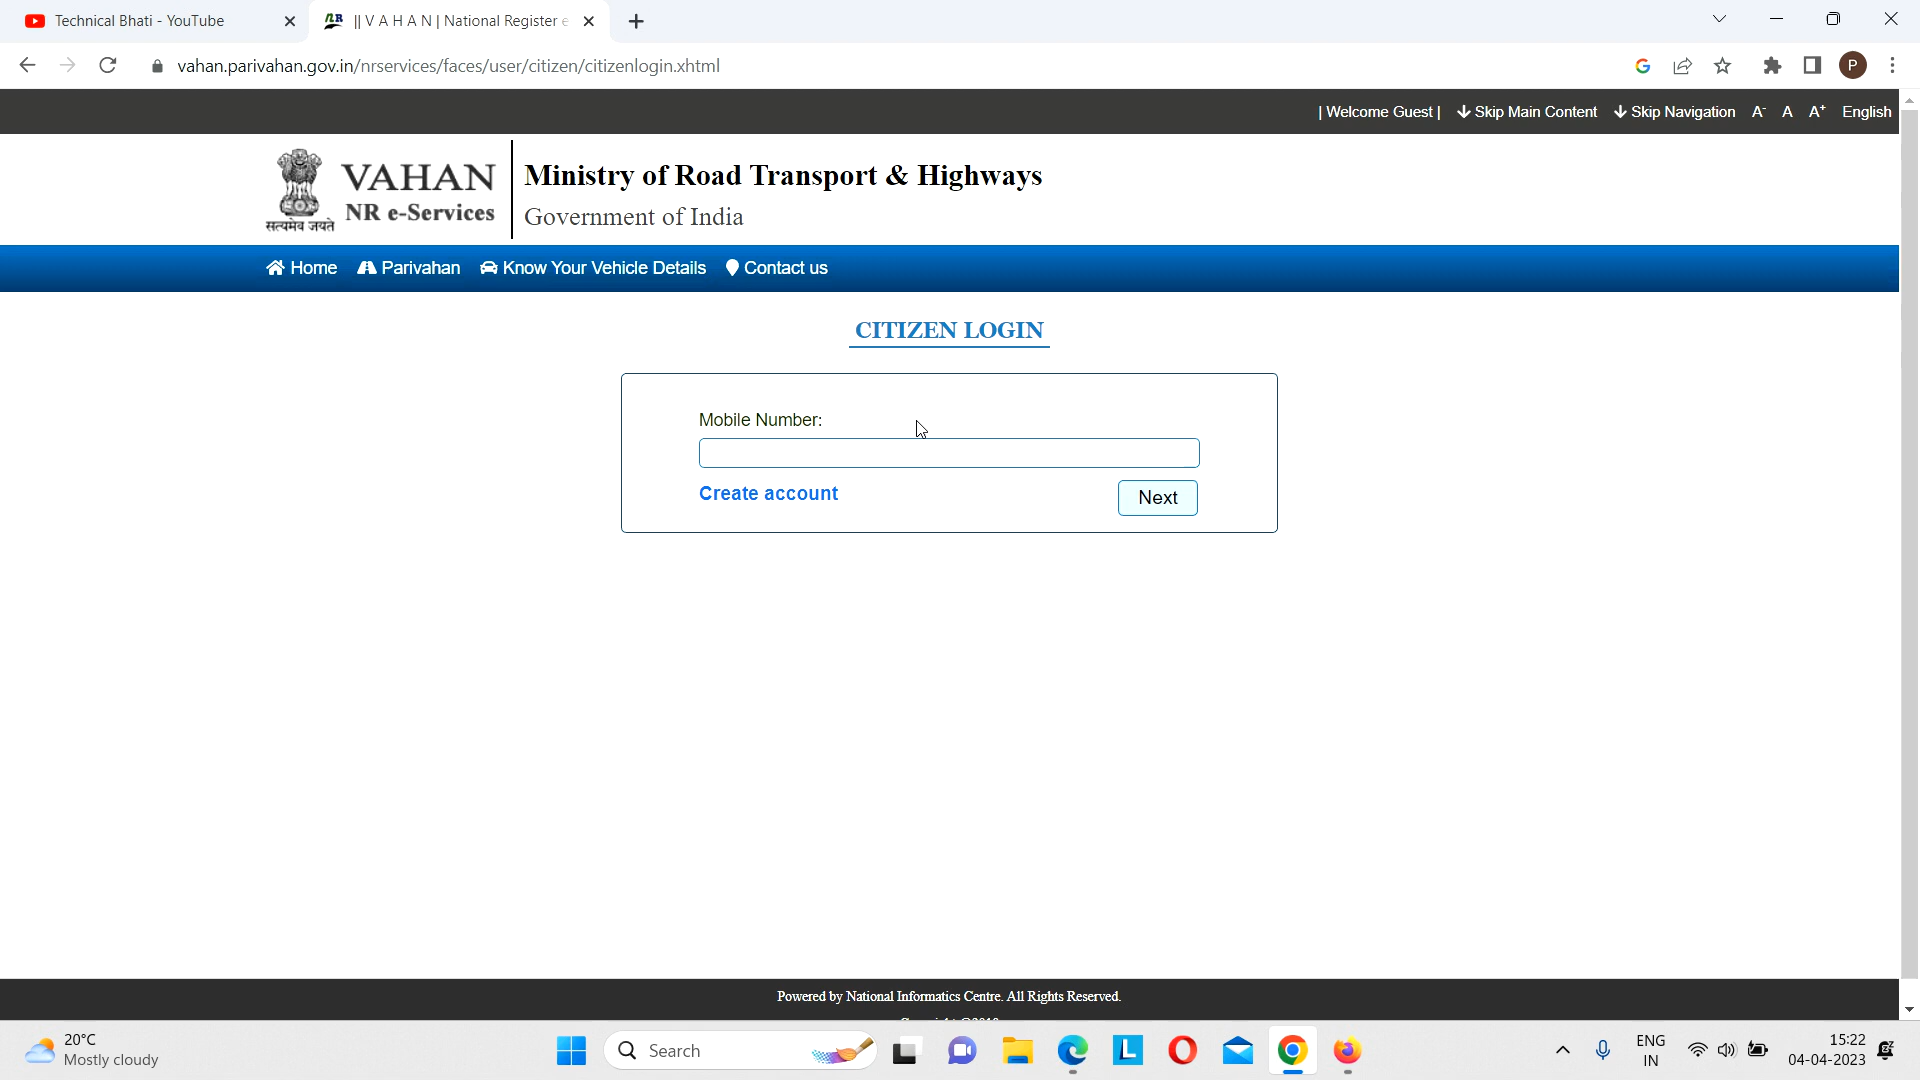 Technical Bhati - YouTube
|| V A H A N | National Register e
vahan.parivahan.gov.in/nrservices/faces/user/citizen/citizenlogin.xhtml
P
| Welcome Guest | Skip Main Content Skip Navigation A- A A+ English
VAHAN
NR e-Services
सत्यमेव जयते
Ministry of Road Transport & Highways
Government of India
Home Parivahan Know Your Vehicle Details Contact us
CITIZEN LOGIN
Mobile Number:
Create account
Next
Powered by National Informatics Centre. All Rights Reserved.
20°C
Mostly cloudy
Search
L
ENG
IN
15:22
04-04-2023